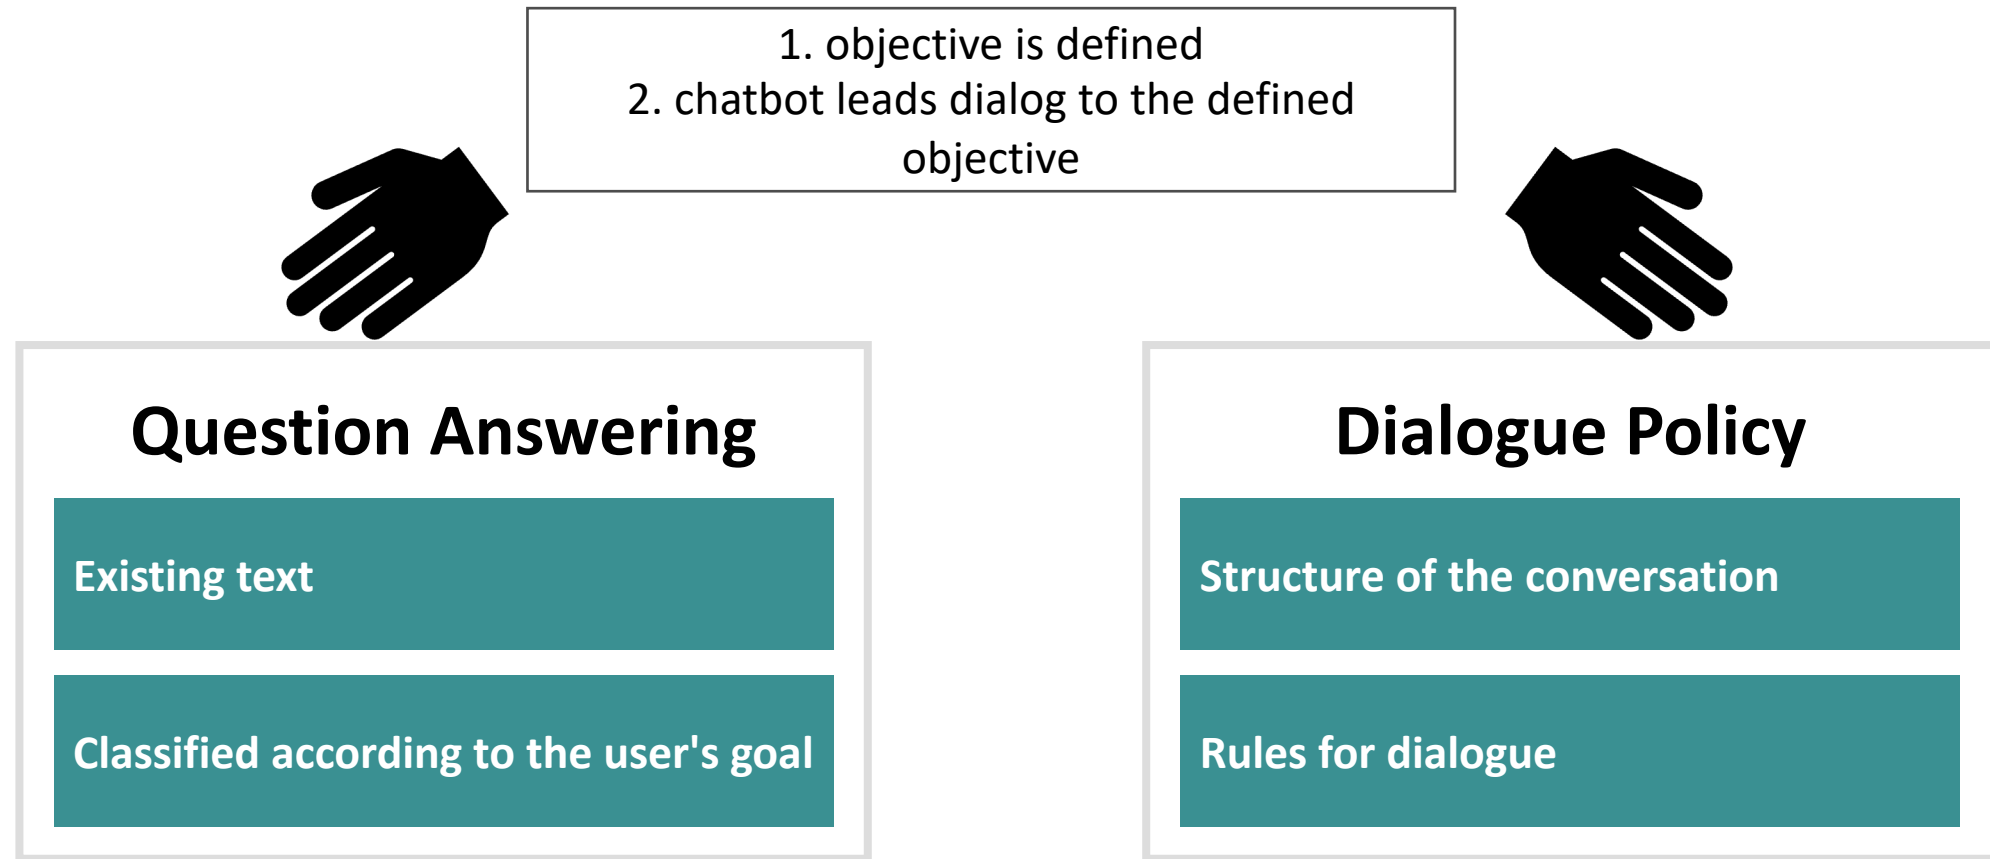 1. objective is defined
2. chatbot leads dialog to the defined
objective
Question Answering
Existing text
Classified according to the user's goal
Dialogue Policy
Structure of the conversation
Rules for dialogue